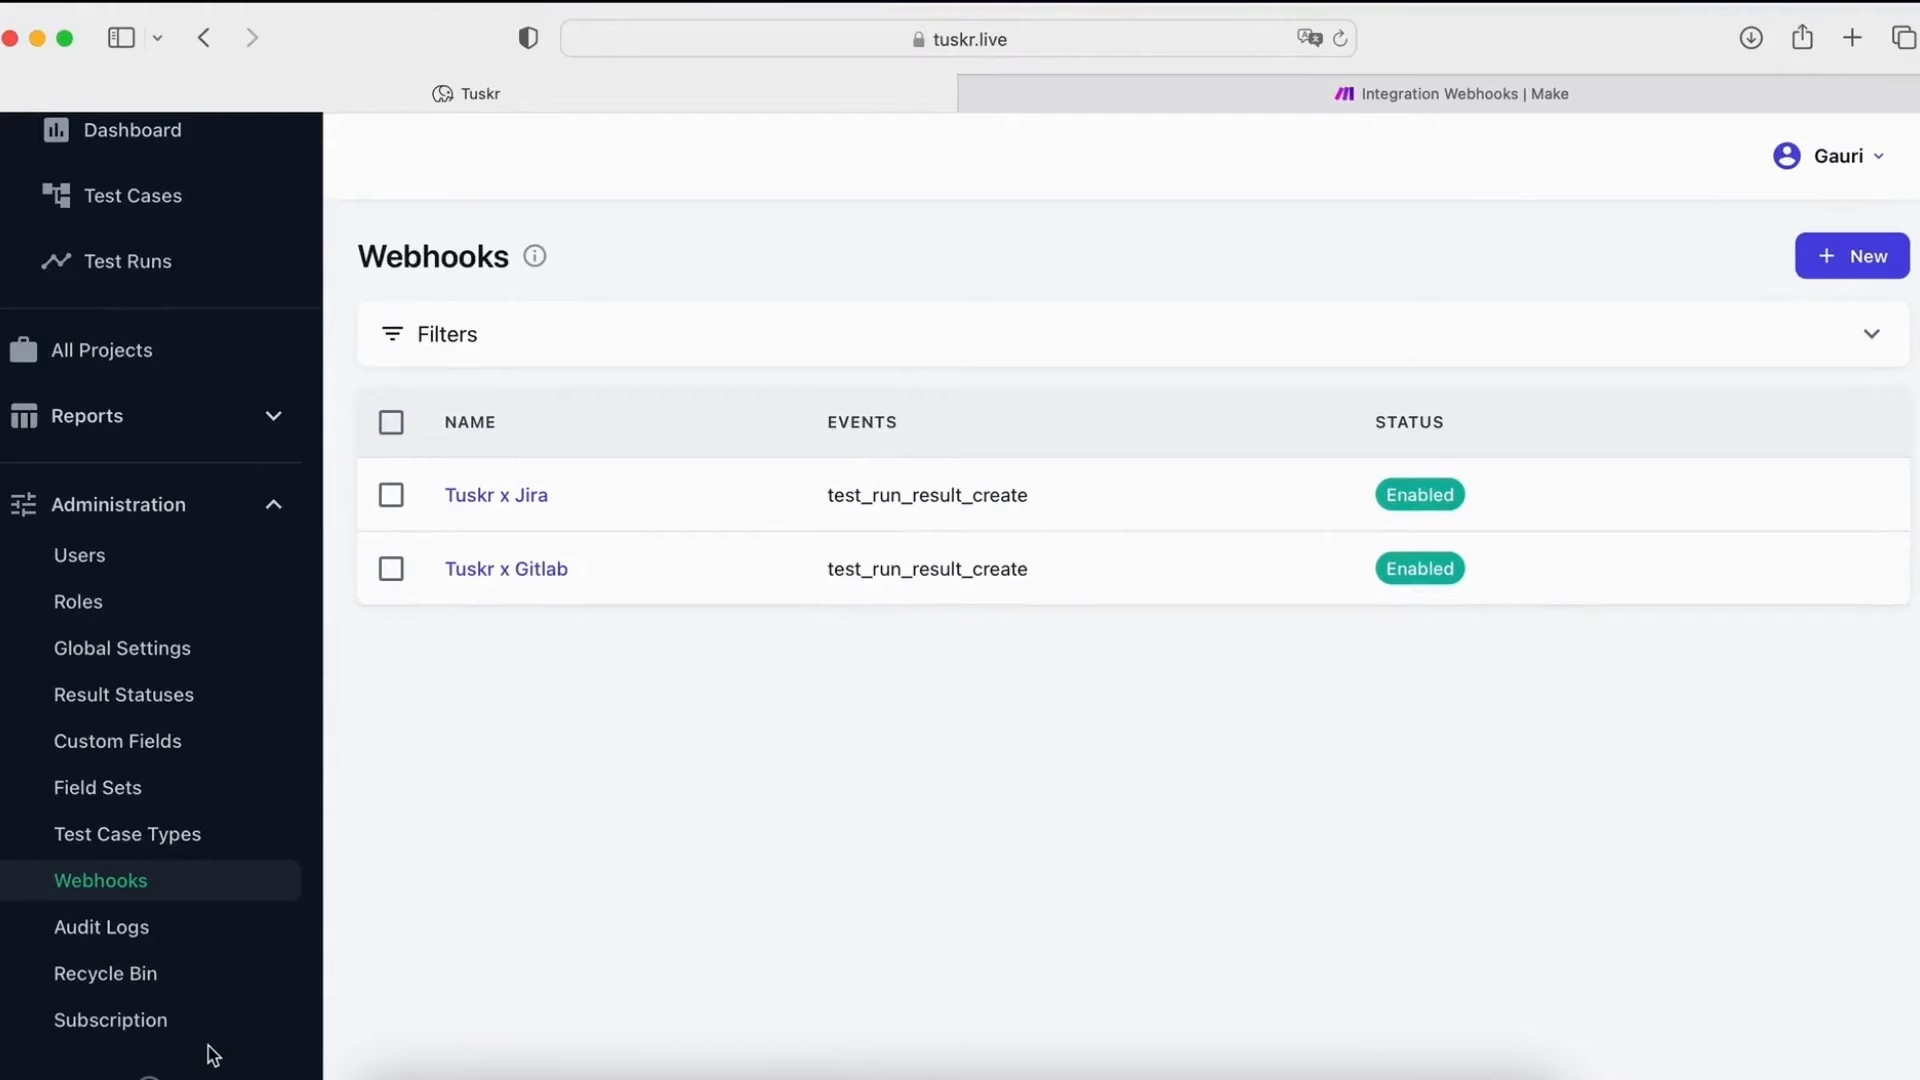 tuskr.live
Tuskr
Integration Webhooks | Make
Dashboard
Test Cases
Test Runs
All Projects
Reports
Administration
Users
Roles
Global Settings
Result Statuses
Custom Fields
Field Sets
Test Case Types
Webhooks
Audit Logs
Recycle Bin
Subscription
Gauri
Webhooks
+ New
Filters
NAME EVENTS STATUS
Tuskr x Jira test_run_result_create Enabled
Tuskr x Gitlab test_run_result_create Enabled